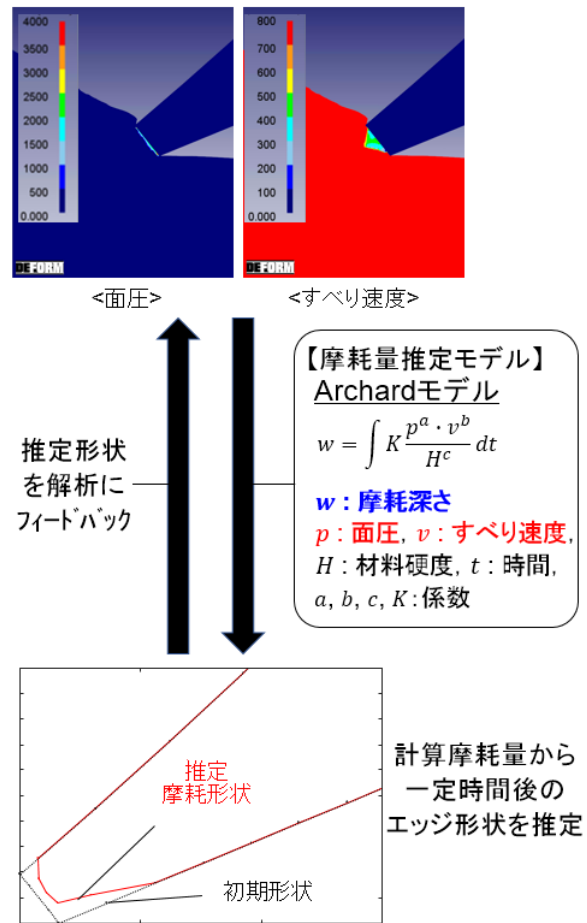 4000
3500
3000
2500
2000
1500
1000
500
0.000
DEFORM
<面圧>
800
700
600
500
400
300
200
100
0.000
DEFORM
<すべり速度>
推定形状
を解析に
フィードバック
【摩耗量推定モデル】
Archardモデル
w = ∫ K p^a · v^b / H^c dt
w : 摩耗深さ
p : 面圧, v : すべり速度,
H : 材料硬度, t : 時間,
a, b, c, K : 係数
推定
摩耗形状
初期形状
計算摩耗量から
一定時間後の
エッジ形状を推定